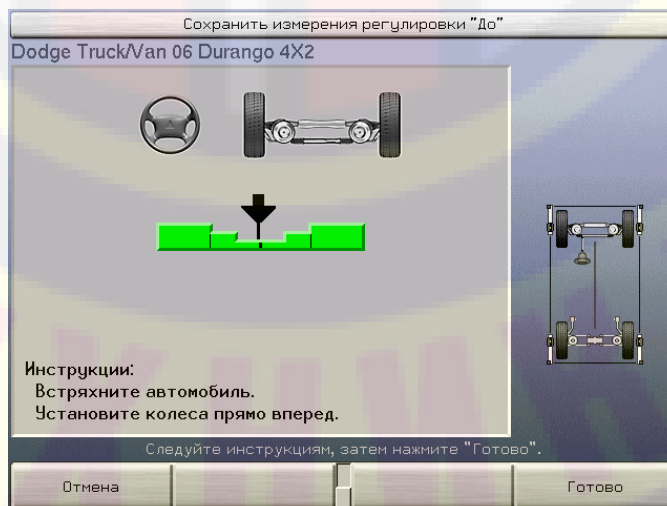 Сохранить измерения регулировки "До"
Dodge Truck/Van 06 Durango 4X2
Инструкции:
Встряхните автомобиль.
Установите колеса прямо вперед.
Следуйте инструкциям, затем нажмите "Готово".
Отмена
Готово